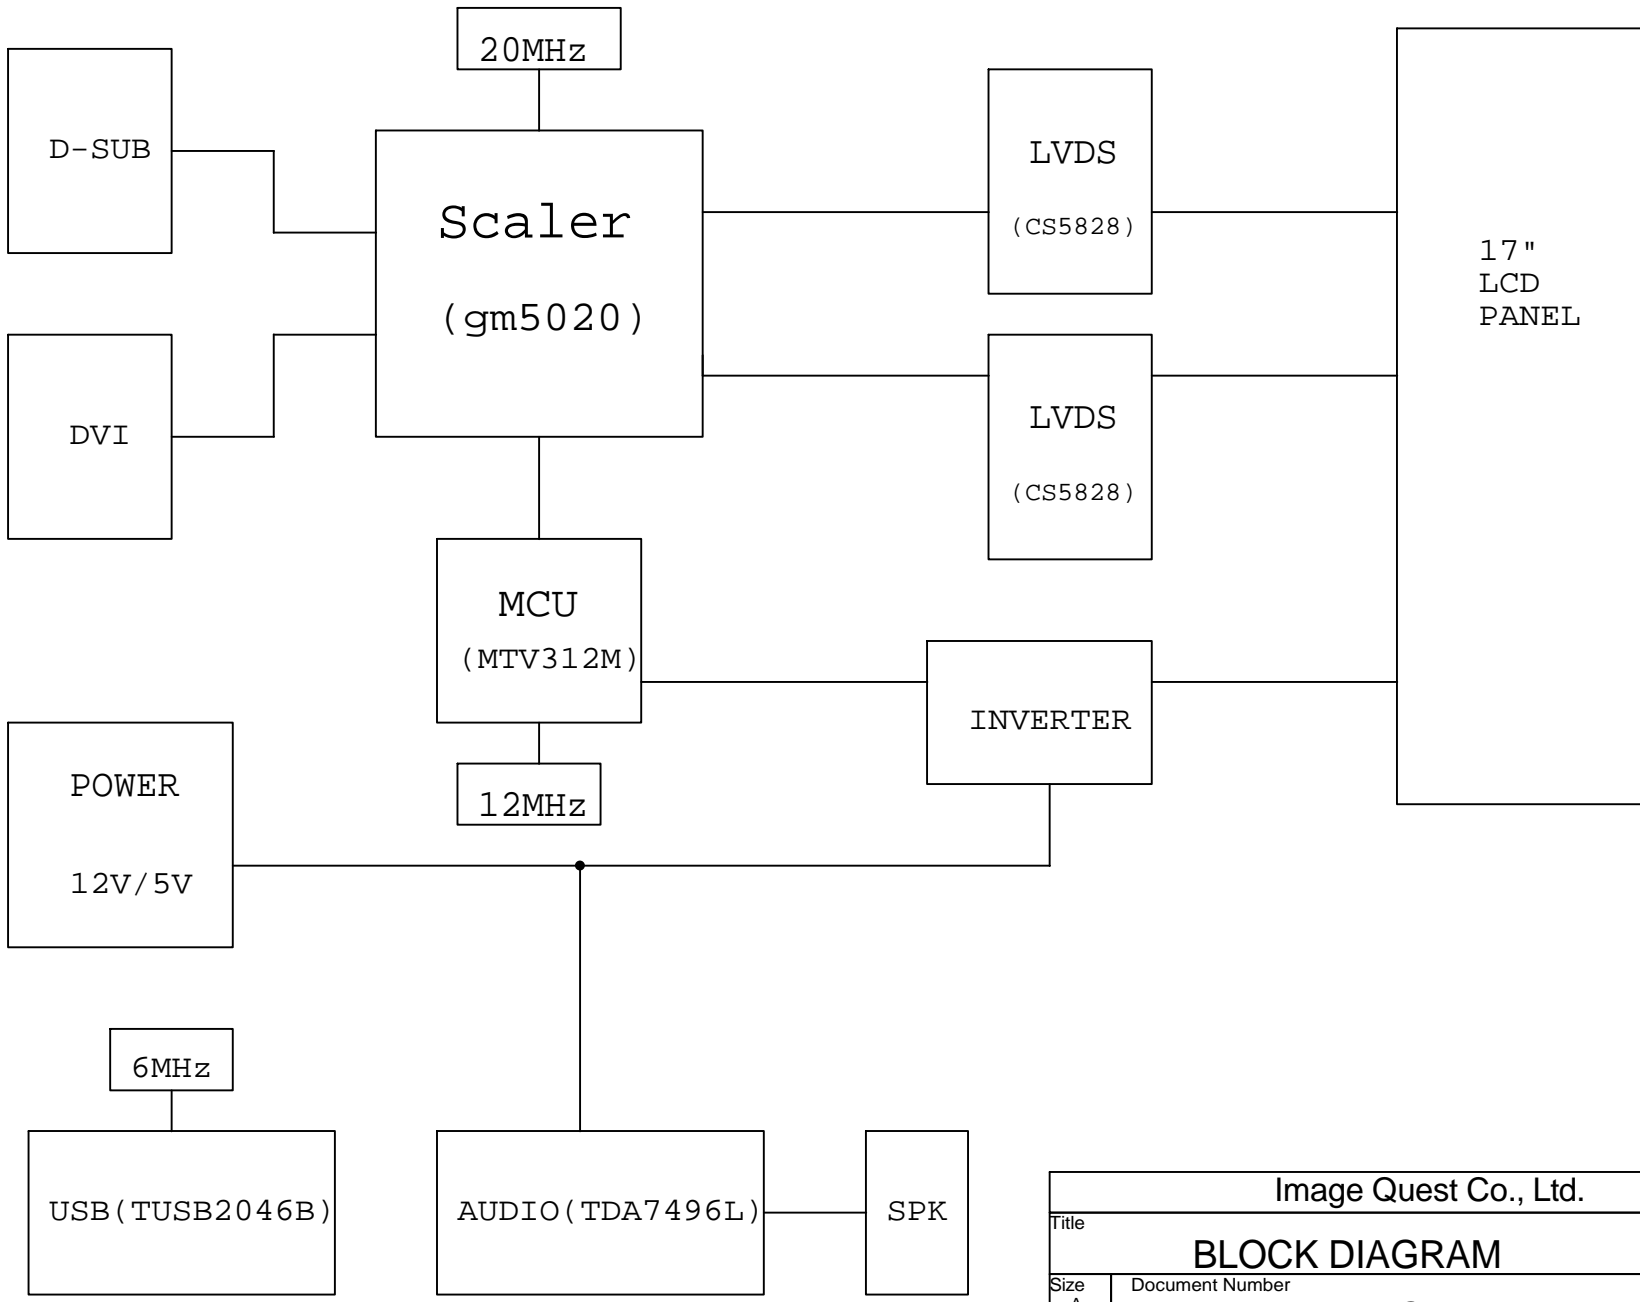 20MHz
D-SUB
Scaler
(gm5020)
LVDS
(CS5828)
17"
LCD
PANEL
DVI
LVDS
(CS5828)
MCU
(MTV312M)
INVERTER
POWER
12V/5V
12MHz
6MHz
USB(TUSB2046B)
AUDIO(TDA7496L)
SPK
Image Quest Co., Ltd.
Title
BLOCK DIAGRAM
Size
Document Number